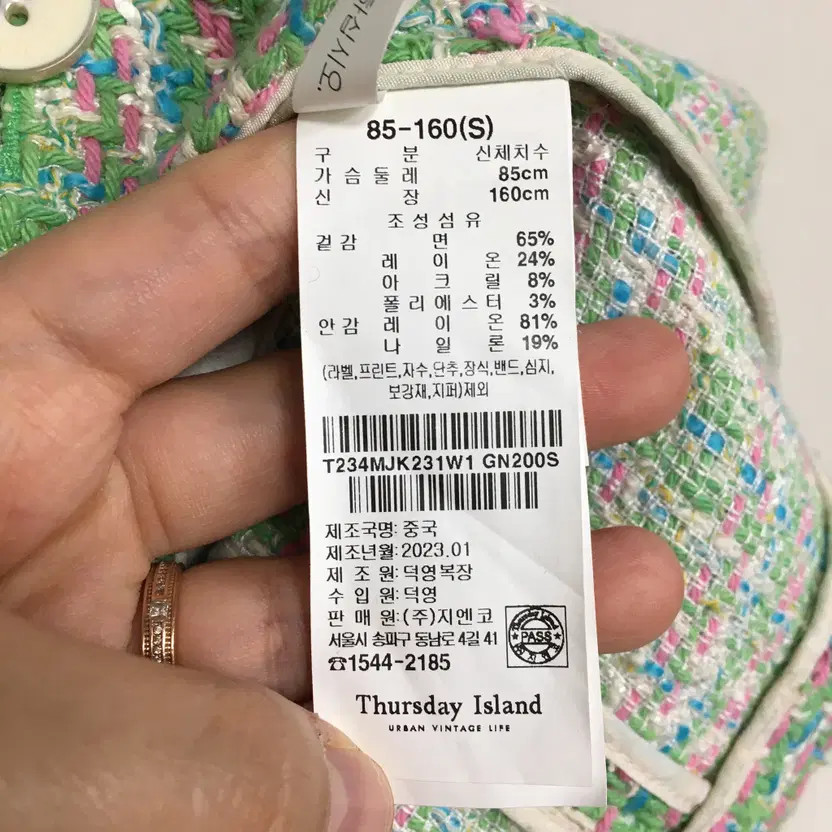 하십시오.
85-160(S)
구 분 신체치수
가 슴 둘 레 85cm
신 장 160cm
조 성 섬 유
겉 감 면 65%
레 이 온 24%
아 크 릴 8%
폴 리 에 스 터 3%
안 감 레 이 온 81%
나 일 론 19%
(라벨,프린트,자수,단추,장식,밴드,심지,
보강재,지퍼)제외
T234MJK231W1 GN200S
제조국명: 중국
제조년월: 2023.01
제 조 원: 덕영복장
수 입 원: 덕영
판 매 원: (주)지엔코
서울시 송파구 동남로 4길 41
☎1544-2185
PASS
Thursday Island
URBAN VINTAGE LIFE